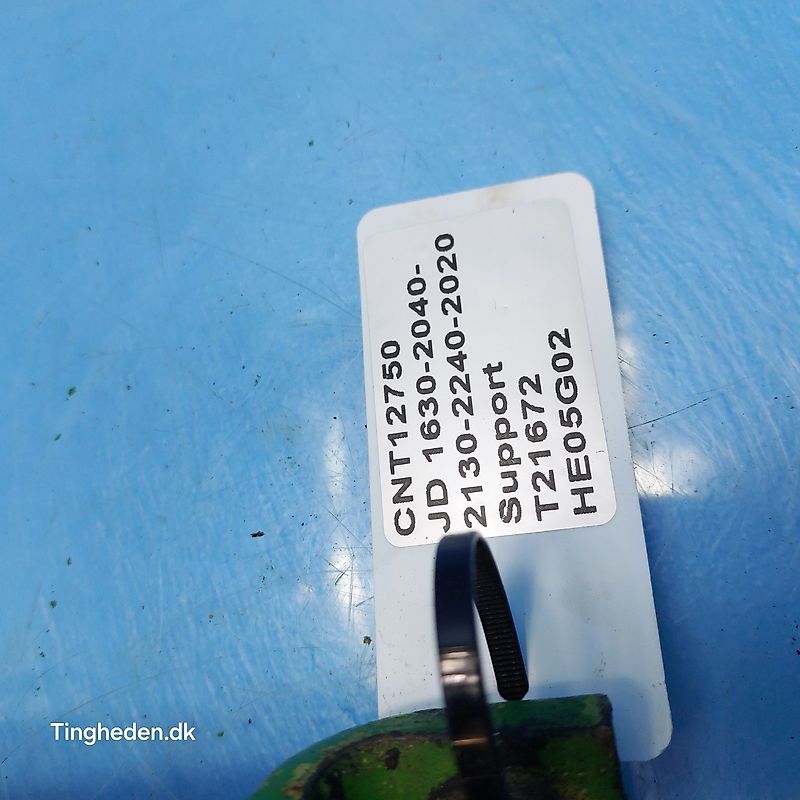 CNT12750
JD 1630-2040-
2130-2240-2020
Support
T21672
HE05G02
Tingheden.dk